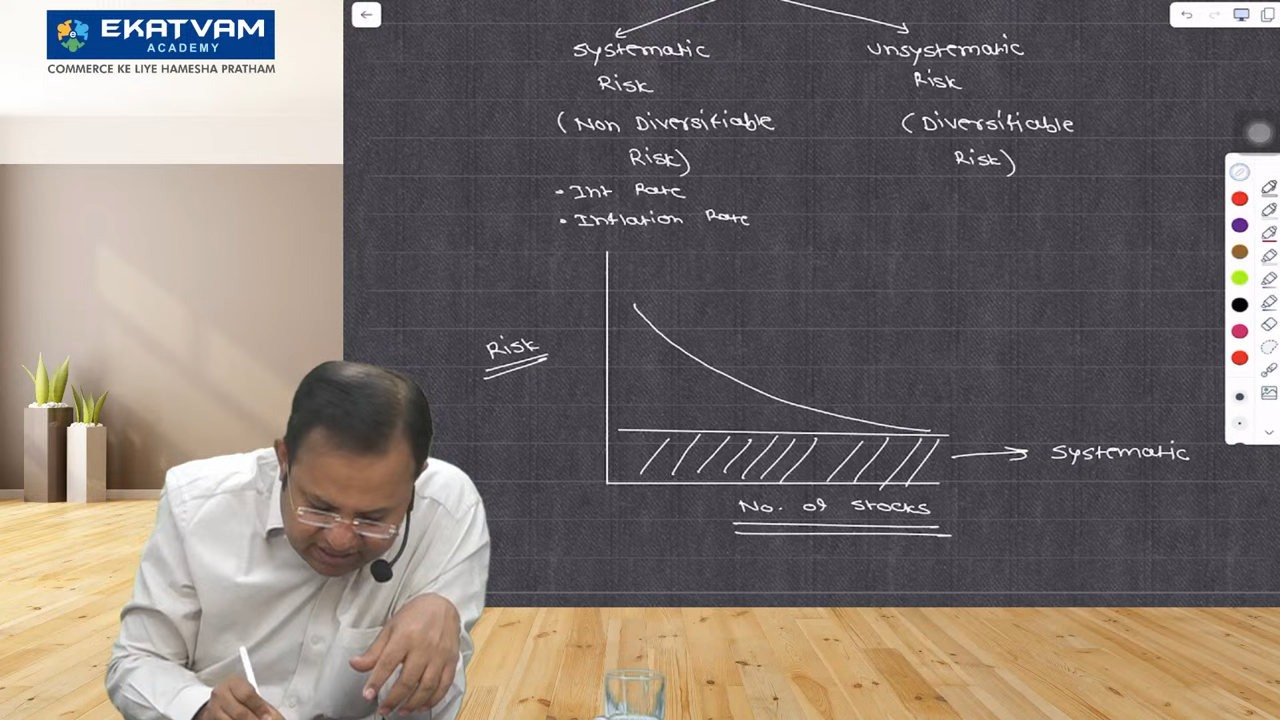 EKATVAM
ACADEMY
COMMERCE KE LIYE HAMESHA PRATHAM
Systematic
Risk
(Non Diversifiable
Risk)
• Int Rate
• Inflation Rate
Unsystematic
Risk
(Diversifiable
Risk)
Risk
Systematic
No. of stocks